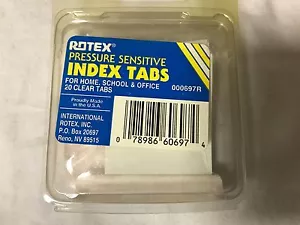 ROTEX®
PRESSURE SENSITIVE
INDEX TABS
FOR HOME, SCHOOL & OFFICE
20 CLEAR TABS
000697R
Proudly Made
in the U.S.A.
INTERNATIONAL
ROTEX, INC.
P.O. Box 20697
Reno, NV 89515
0 78986 60697 4